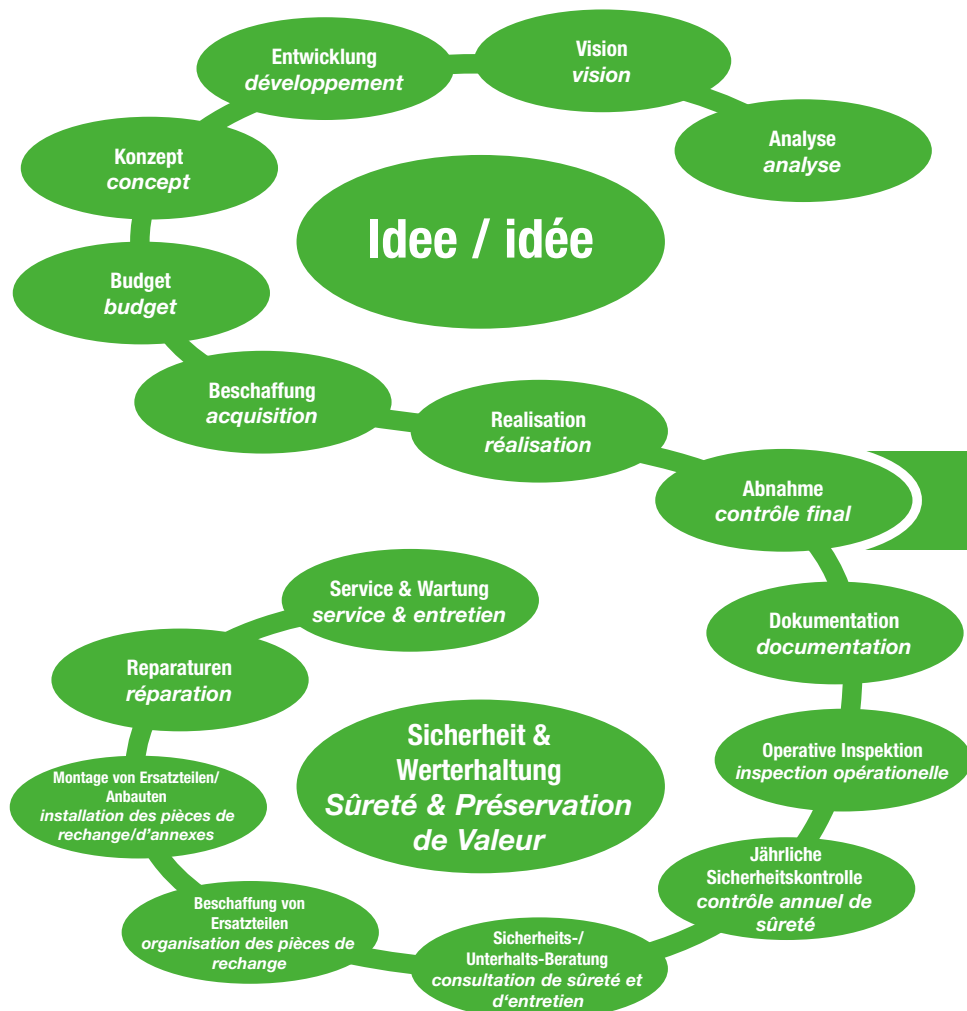 Entwicklung
développement
Vision
vision
Analyse
analyse
Konzept
concept
Idee / idée
Budget
budget
Beschaffung
acquisition
Realisation
réalisation
Abnahme
contrôle final
Service & Wartung
service & entretien
Dokumentation
documentation
Reparaturen
réparation
Sicherheit &
Werterhaltung
Sûreté & Préservation
de Valeur
Operative Inspektion
inspection opérationelle
Montage von Ersatzteilen/
Anbauten
installation des pièces de
rechange/d'annexes
Jährliche
Sicherheitskontrolle
contrôle annuel de
sûreté
Beschaffung von
Ersatzteilen
organisation des pièces de
rechange
Sicherheits-/
Unterhalts-Beratung
consultation de sûreté et
d'entretien